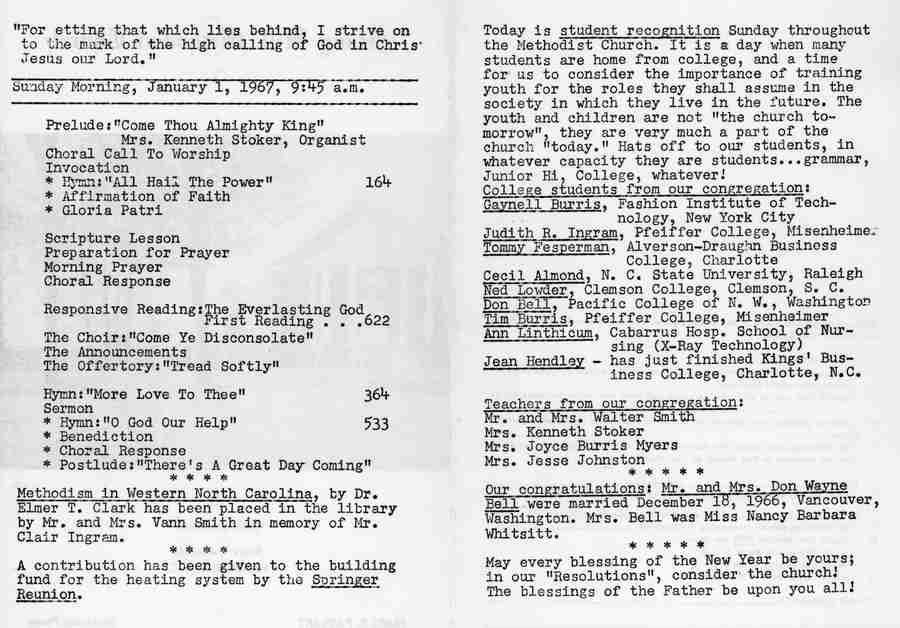 "For etting that which lies behind, I strive on
to the mark of the high calling of God in Chris
Jesus our Lord."
Sunday Morning, January 1, 1967, 9:45 a.m.
Prelude:"Come Thou Almighty King"
Mrs. Kenneth Stoker, Organist
Choral Call To Worship
Invocation
* Hymn:"All Hail The Power" 164
* Affirmation of Faith
* Gloria Patri
Scripture Lesson
Preparation for Prayer
Morning Prayer
Choral Response
Responsive Reading:The Everlasting God
First Reading . . .622
The Choir:"Come Ye Disconsolate"
The Announcements
The Offertory:"Tread Softly"
Hymn:"More Love To Thee" 364
Sermon
* Hymn:"O God Our Help" 533
* Benediction
* Choral Response
* Postlude:"There's A Great Day Coming"
* * * *
Methodism in Western North Carolina, by Dr.
Elmer T. Clark has been placed in the library
by Mr. and Mrs. Vann Smith in memory of Mr.
Clair Ingram.
* * * *
A contribution has been given to the building
fund for the heating system by the Springer
Reunion.
Today is student recognition Sunday throughout
the Methodist Church. It is a day when many
students are home from college, and a time
for us to consider the importance of training
youth for the roles they shall assume in the
society in which they live in the future. The
youth and children are not "the church to-
morrow", they are very much a part of the
church "today." Hats off to our students, in
whatever capacity they are students...grammar,
Junior Hi, College, whatever!
College students from our congregation:
Gaynell Burris, Fashion Institute of Tech-
nology, New York City
Judith R. Ingram, Pfeiffer College, Misenheimer
Tommy Fesperman, Alverson-Draughn Business
College, Charlotte
Cecil Almond, N. C. State University, Raleigh
Ned Lowder, Clemson College, Clemson, S. C.
Don Bell, Pacific College of N. W., Washington
Tim Burris, Pfeiffer College, Misenheimer
Ann Linthicum, Cabarrus Hosp. School of Nur-
sing (X-Ray Technology)
Jean Hendley - has just finished Kings' Bus-
iness College, Charlotte, N.C.
Teachers from our congregation:
Mr. and Mrs. Walter Smith
Mrs. Kenneth Stoker
Mrs. Joyce Burris Myers
Mrs. Jesse Johnston
* * * * *
Our congratulations: Mr. and Mrs. Don Wayne
Bell were married December 18, 1966, Vancouver,
Washington. Mrs. Bell was Miss Nancy Barbara
Whitsitt.
* * * * *
May every blessing of the New Year be yours;
in our "Resolutions", consider the church!
The blessings of the Father be upon you all!